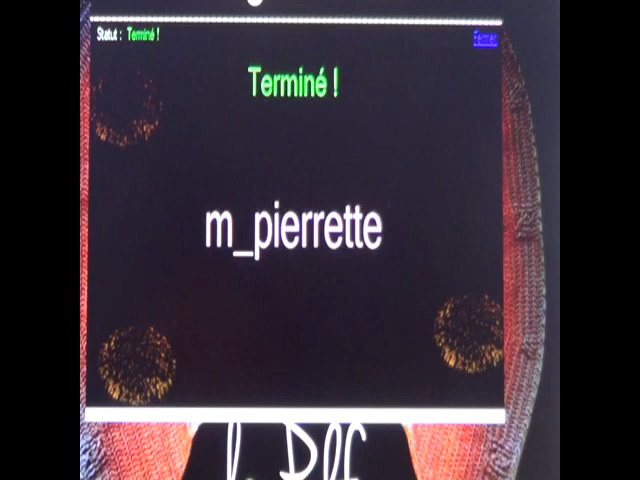 Statut : Terminé !
Fermer
Terminé !
m_pierrette